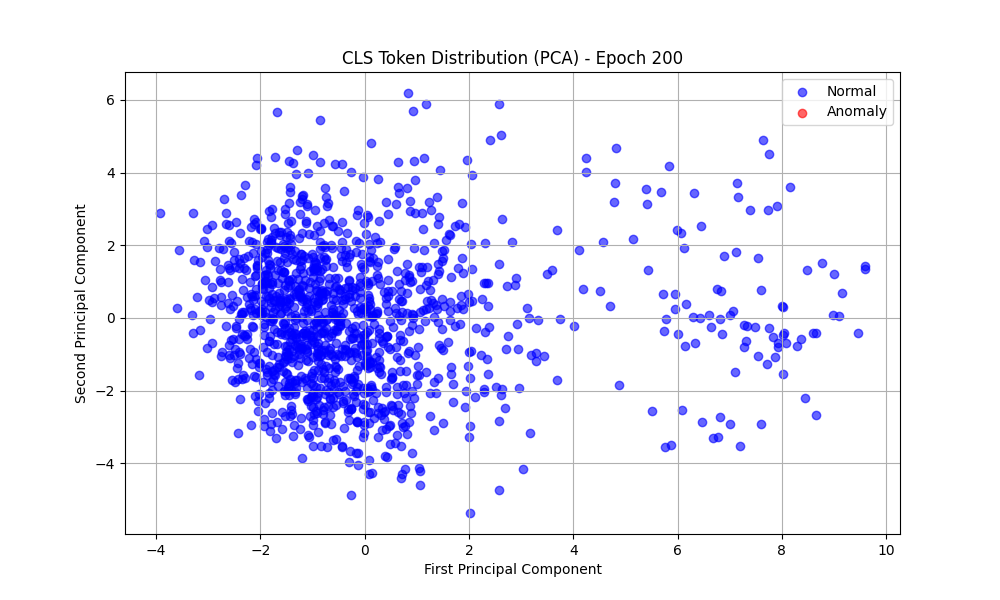 CLS Token Distribution (PCA) - Epoch 200
Normal
Anomaly
Second Principal Component
6
4
2
0
−2
−4
−4
−2
0
2
4
6
8
10
First Principal Component